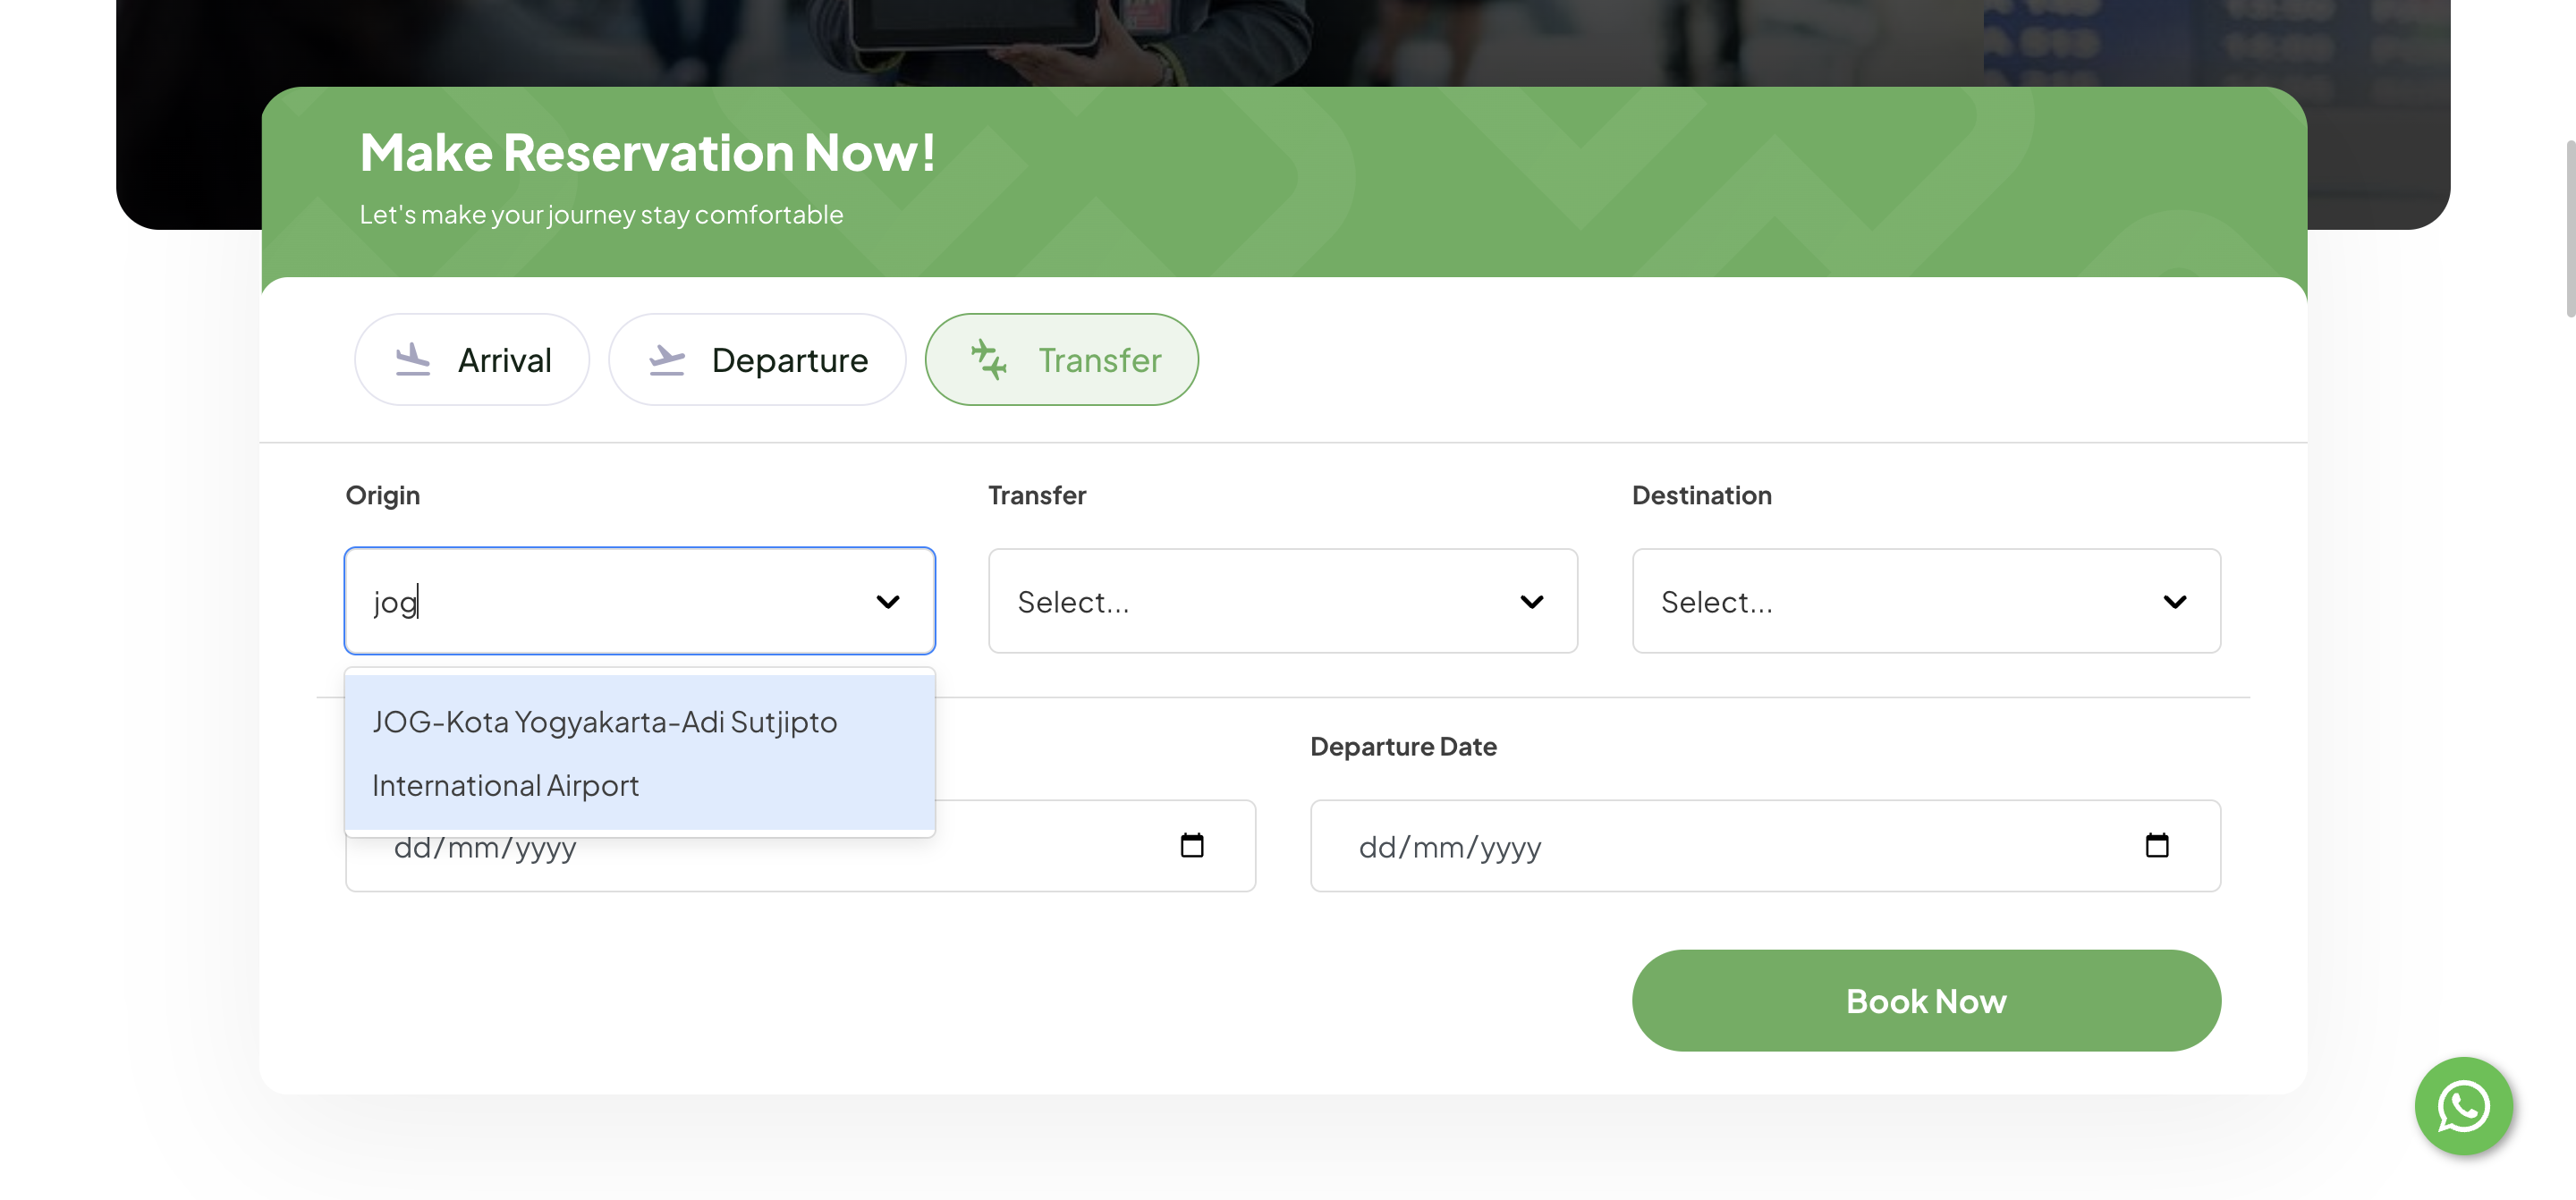 Make Reservation Now!
Let's make your journey stay comfortable
Arrival
Departure
Transfer
Origin
Transfer
Destination
jog
Select...
Select...
JOG-Kota Yogyakarta-Adi Sutjipto
International Airport
Departure Date
dd/mm/yyyy
dd/mm/yyyy
Book Now